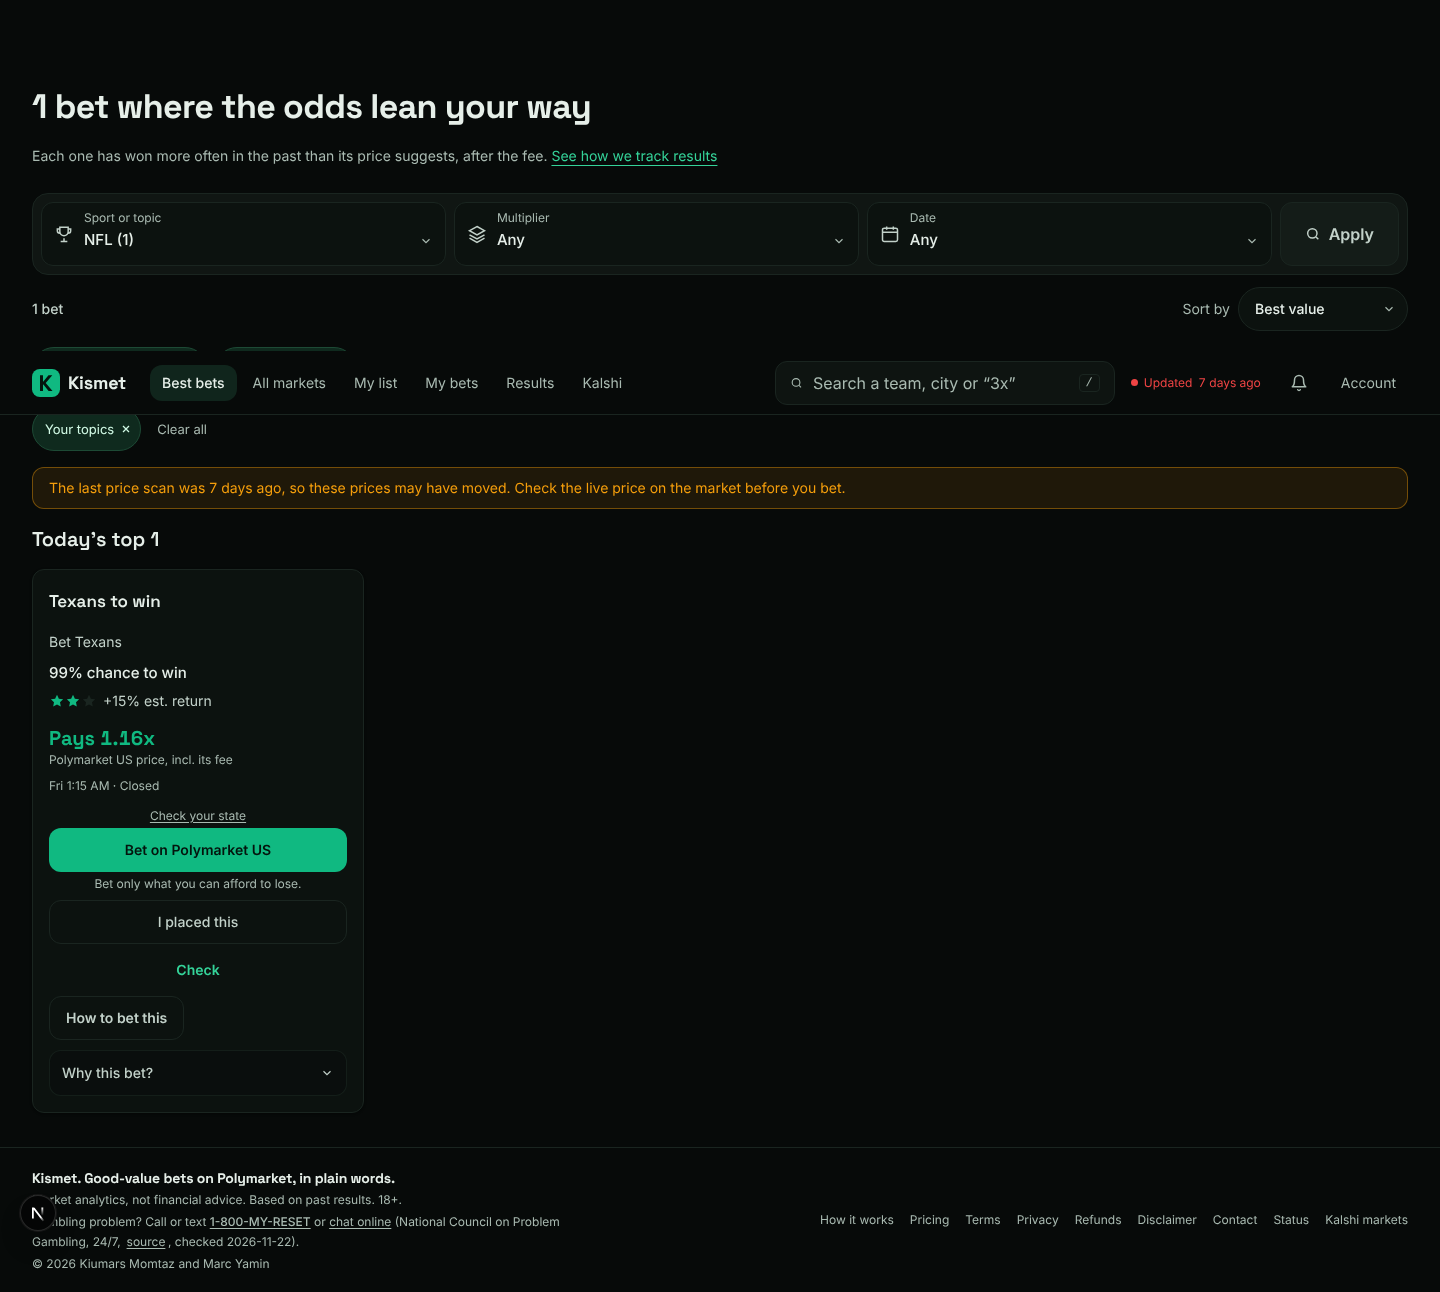 1 bet where the odds lean your way
Each one has won more often in the past than its price suggests, after the fee. See how we track results
Sport or topic
NFL (1)
Multiplier
Any
Date
Any
Apply
1 bet
Sort by
Best value
K Kismet
Best bets
All markets
My list
My bets
Results
Kalshi
Search a team, city or “3x”
/
Updated 7 days ago
Account
Your topics ×
Clear all
The last price scan was 7 days ago, so these prices may have moved. Check the live price on the market before you bet.
Today’s top 1
Texans to win
Bet Texans
99% chance to win
+15% est. return
Pays 1.16x
Polymarket US price, incl. its fee
Fri 1:15 AM · Closed
Check your state
Bet on Polymarket US
Bet only what you can afford to lose.
I placed this
Check
How to bet this
Why this bet?
Kismet. Good-value bets on Polymarket, in plain words.
rket analytics, not financial advice. Based on past results. 18+.
N
bling problem? Call or text 1-800-MY-RESET or chat online (National Council on Problem
Gambling, 24/7, source , checked 2026-11-22).
© 2026 Kiumars Momtaz and Marc Yamin
How it works
Pricing
Terms
Privacy
Refunds
Disclaimer
Contact
Status
Kalshi markets